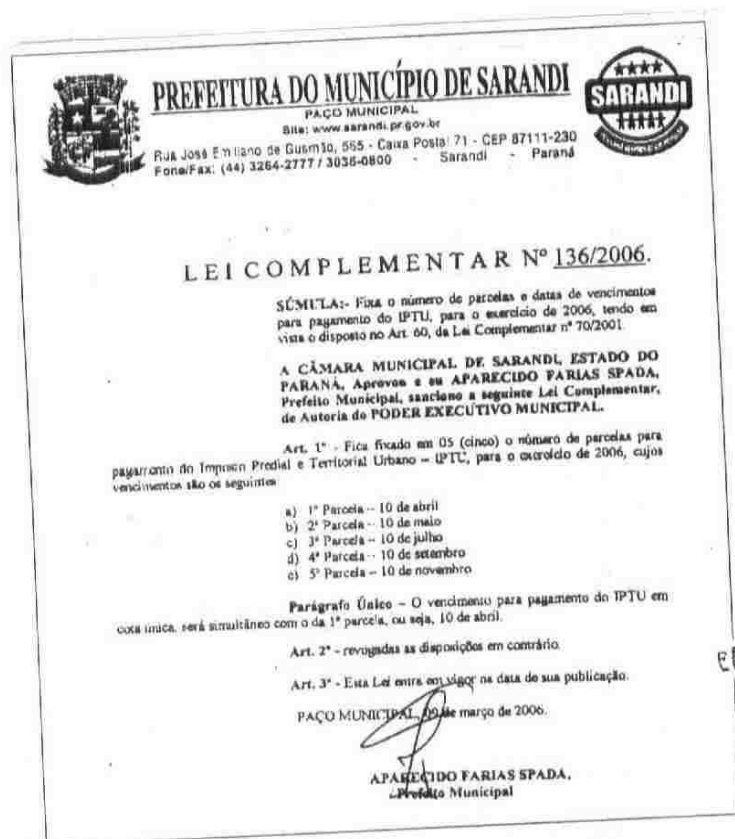 PREFEITURA DO MUNICÍPIO DE SARANDI
PAÇO MUNICIPAL
Site: www.sarandi.pr.gov.br
Rua José Emiliano de Gusmão, 565 - Caixa Postal 71 - CEP 87111-230
Fone/Fax: (44) 3264-2777 / 3035-0800 - Sarandi - Paraná
SARANDI
LEI COMPLEMENTAR Nº 136/2006.
SÚMULA:- Fixa o número de parcelas e datas de vencimentos
para pagamento do IPTU, para o exercício de 2006, tendo em
vista o disposto no Art. 60, da Lei Complementar nº 70/2001.
A CÂMARA MUNICIPAL DE SARANDI, ESTADO DO
PARANÁ, Aprovou e eu APARECIDO FARIAS SPADA,
Prefeito Municipal, sanciono a seguinte Lei Complementar,
de Autoria do PODER EXECUTIVO MUNICIPAL.
Art. 1º - Fica fixado em 05 (cinco) o número de parcelas para
pagamento do Imposto Predial e Territorial Urbano – IPTU, para o exercício de 2006, cujos
vencimentos são os seguintes
a) 1ª Parcela – 10 de abril
b) 2ª Parcela – 10 de maio
c) 3ª Parcela – 10 de julho
d) 4ª Parcela – 10 de setembro
e) 5ª Parcela – 10 de novembro
Parágrafo Único – O vencimento para pagamento do IPTU em
cota única, será simultâneo com o da 1ª parcela, ou seja, 10 de abril.
Art. 2º - revogadas as disposições em contrário.
Art. 3º - Esta Lei entra em vigor na data de sua publicação.
PAÇO MUNICIPAL, 09 de março de 2006.
APARECIDO FARIAS SPADA,
Prefeito Municipal